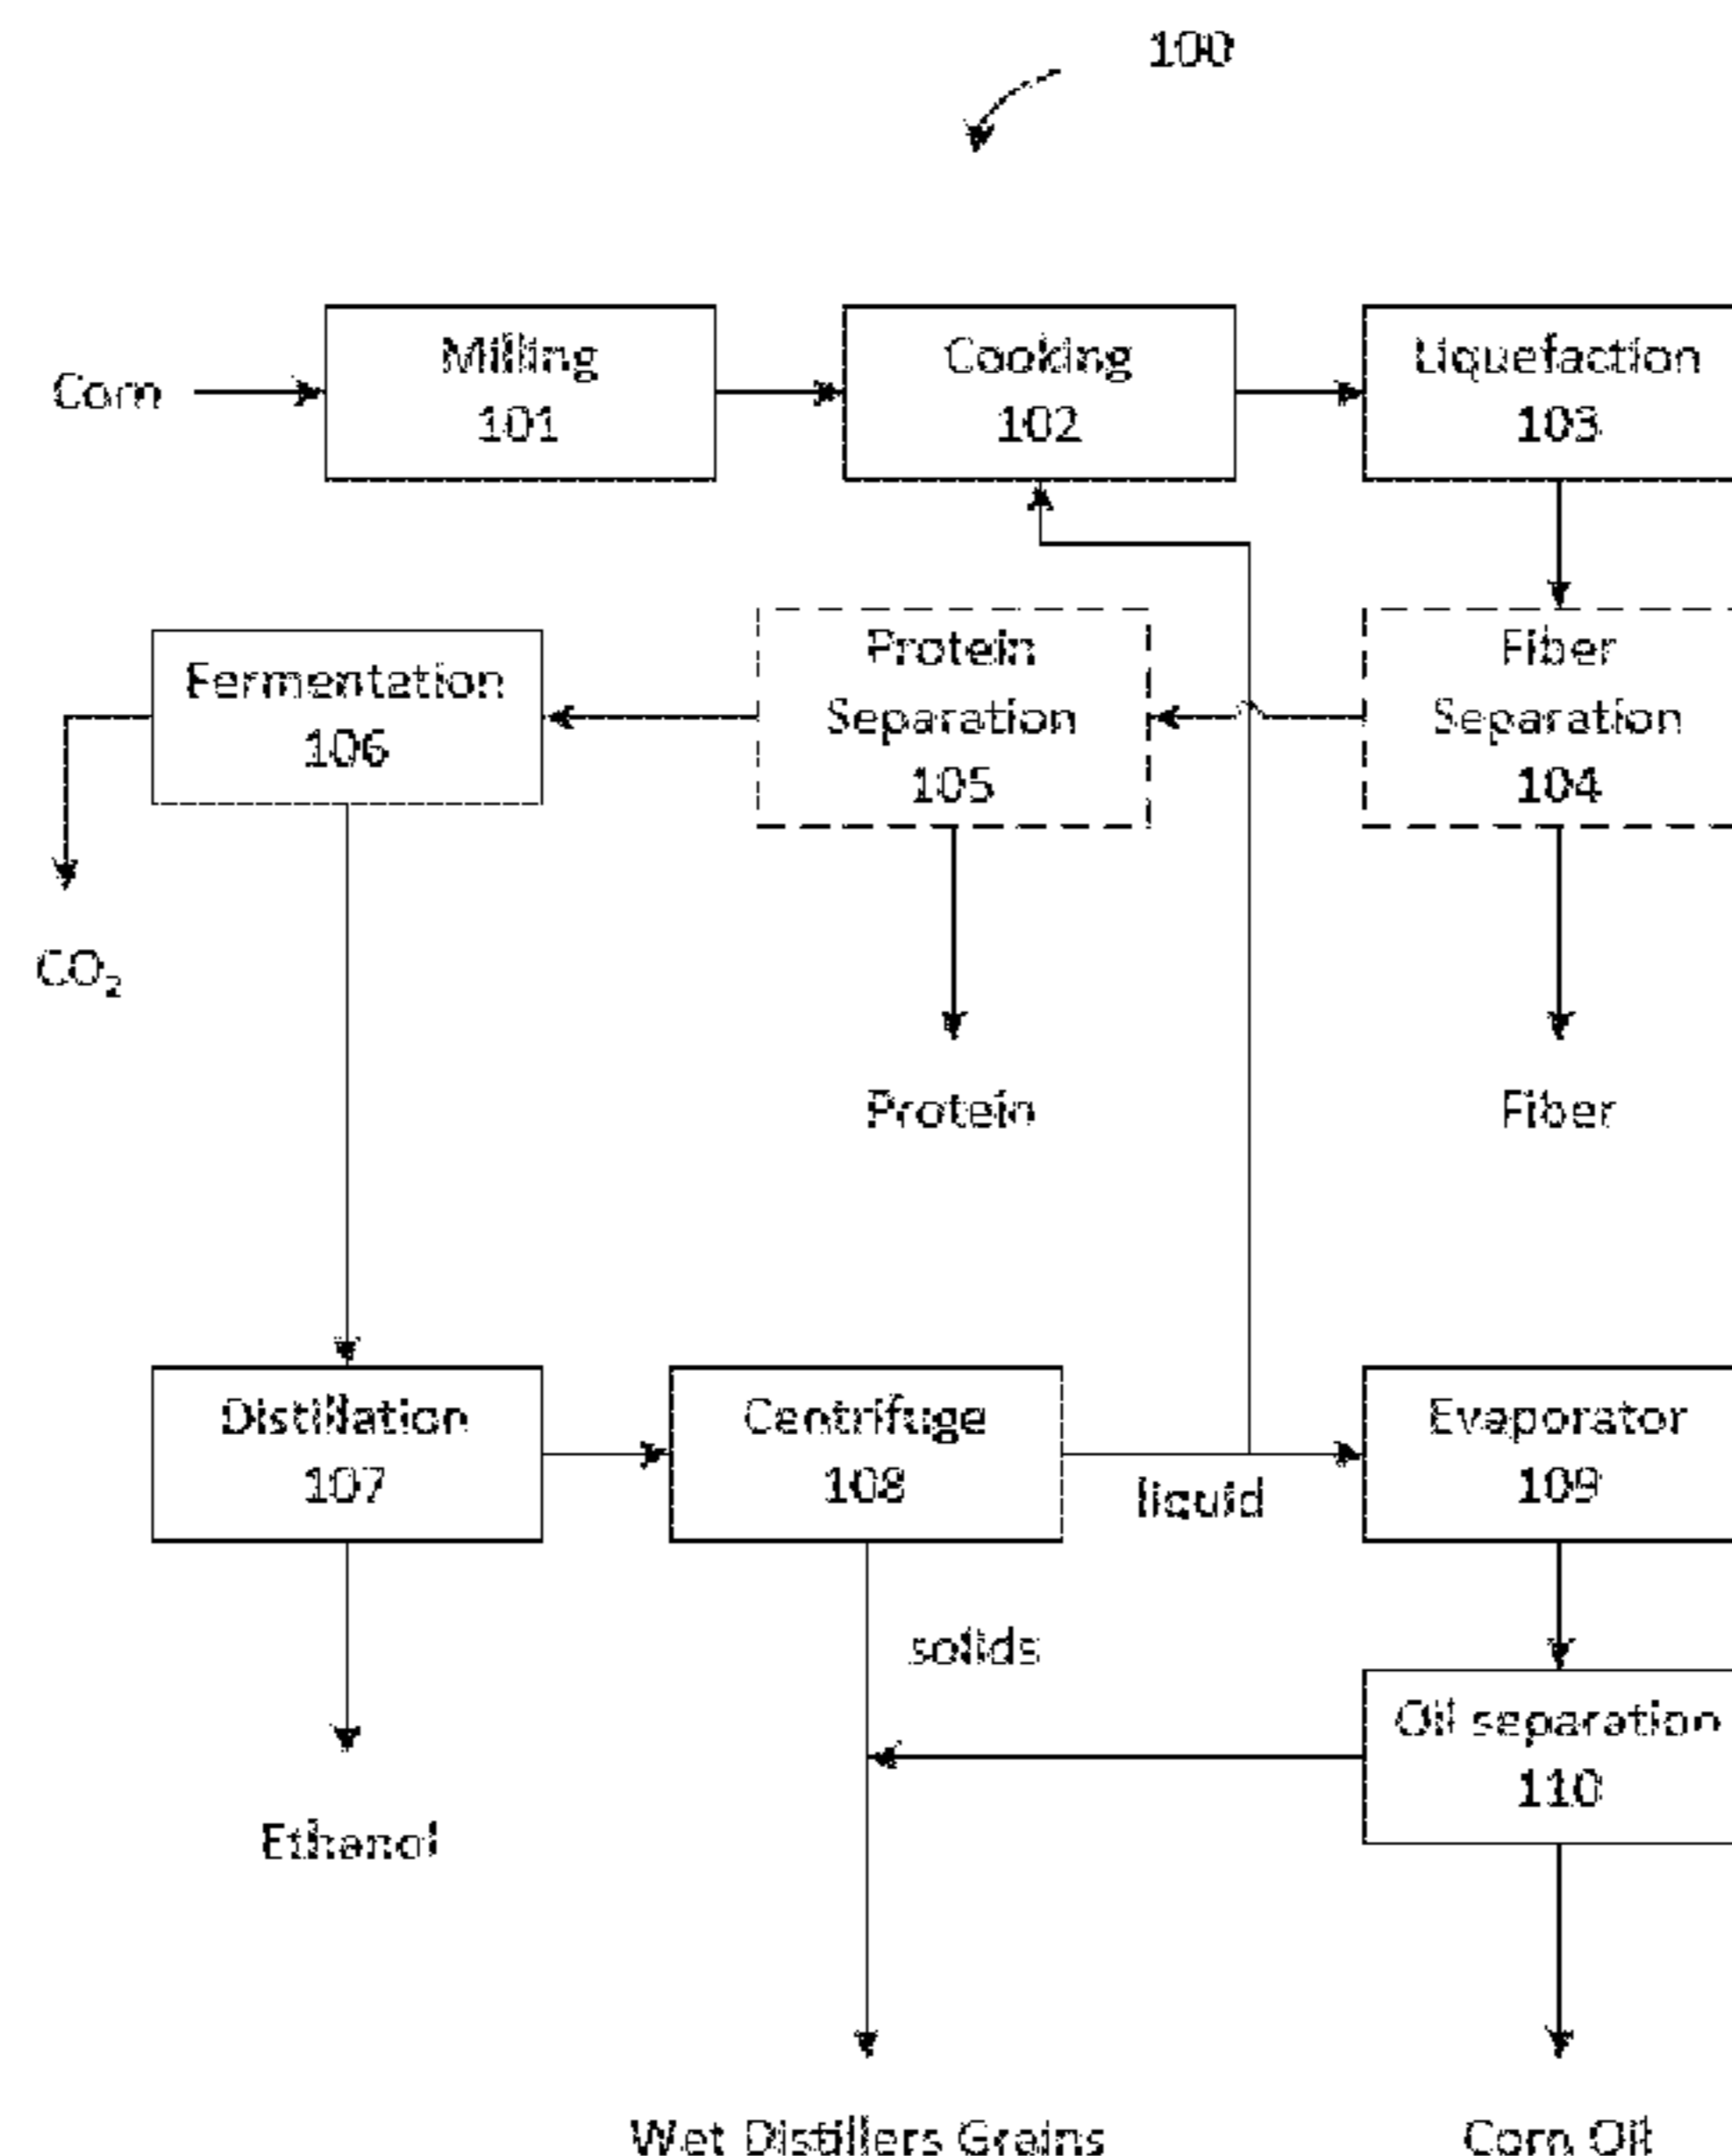 100
Corn
Milling
101
Cooking
102
Liquefaction
103
Fermentation
106
Protein
Separation
105
Fiber
Separation
104
CO₂
Protein
Fiber
Distillation
107
Centrifuge
108
liquid
Evaporator
109
solids
Oil separation
110
Ethanol
Wet Distillers Grains
Corn Oil